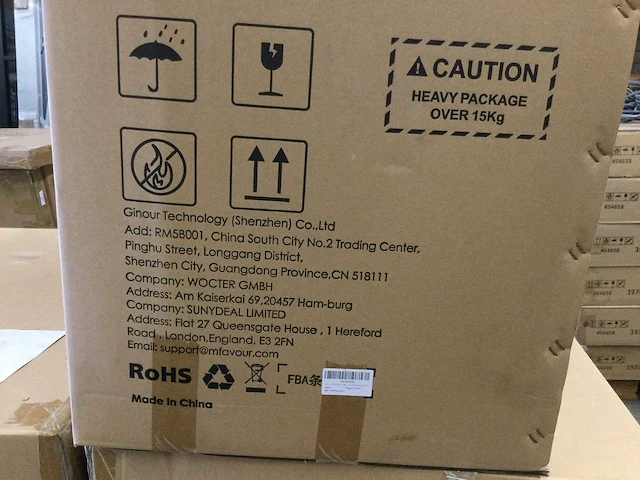 CAUTION
HEAVY PACKAGE
OVER 15Kg
Ginour Technology (Shenzhen) Co.,Ltd
Add: RM5B001, China South City No.2 Trading Center,
Pinghu Street, Longgang District,
Shenzhen City, Guangdong Province,CN 518111
Company: WOCTER GMBH
Address: Am Kaiserkai 69,20457 Ham-burg
Company: SUNYDEAL LIMITED
Address: Flat 27 Queensgate House , 1 Hereford
Road , London,England, E3 2FN
Email: support@mfavour.com
RoHS
FBA条
Made in China
#54658
#54658
#54658